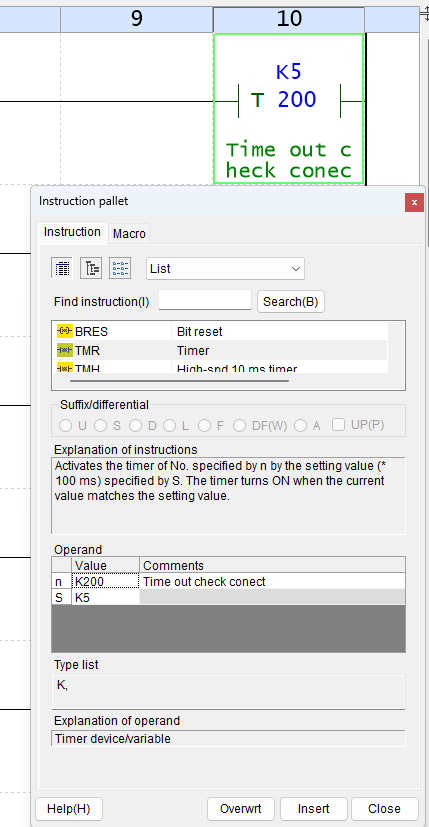 9 10
K5
T 200
Time out c
heck conec
Instruction pallet
x
Instruction Macro
List
Find instruction(I) Search(B)
BRES Bit reset
TMR Timer
TMH High-spd 10 ms timer
Suffix/differential
U S D L F DF(W) A UP(P)
Explanation of instructions
Activates the timer of No. specified by n by the setting value (*
100 ms) specified by S. The timer turns ON when the current
value matches the setting value.
Operand
Value Comments
n K200 Time out check conect
S K5
Type list
K,
Explanation of operand
Timer device/variable
Help(H) Overwrt Insert Close